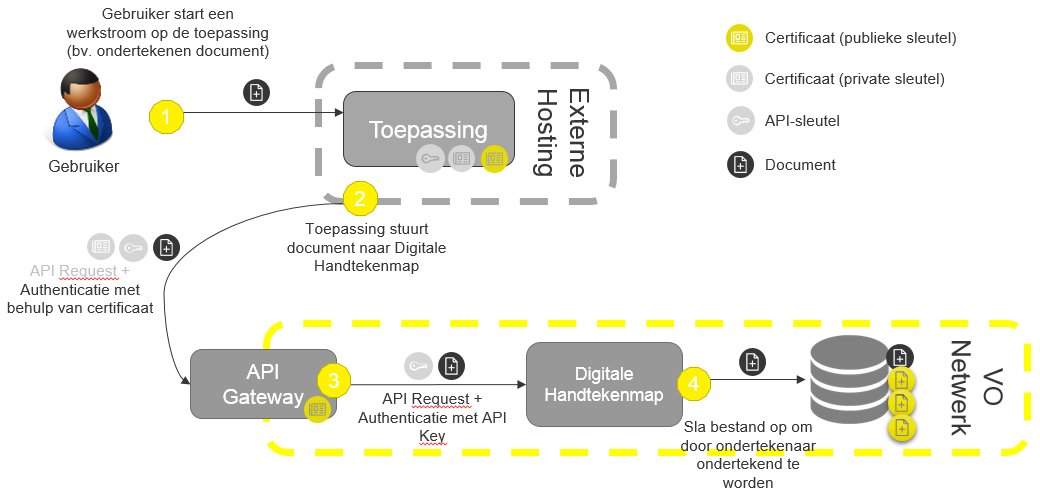 Gebruiker start een
werkstroom op de toepassing
(bv. ondertekenen document)
Gebruiker
1
Toepassing
Externe
Hosting
Certificaat (publieke sleutel)
Certificaat (private sleutel)
API-sleutel
Document
2
Toepassing stuurt
document naar Digitale
Handtekenmap
API Request +
Authenticatie met
behulp van certificaat
API
Gateway
3
API Request +
Authenticatie met API
Key
Digitale
Handtekenmap
4
Sla bestand op om
door ondertekenaar
ondertekend te
worden
VO
Netwerk